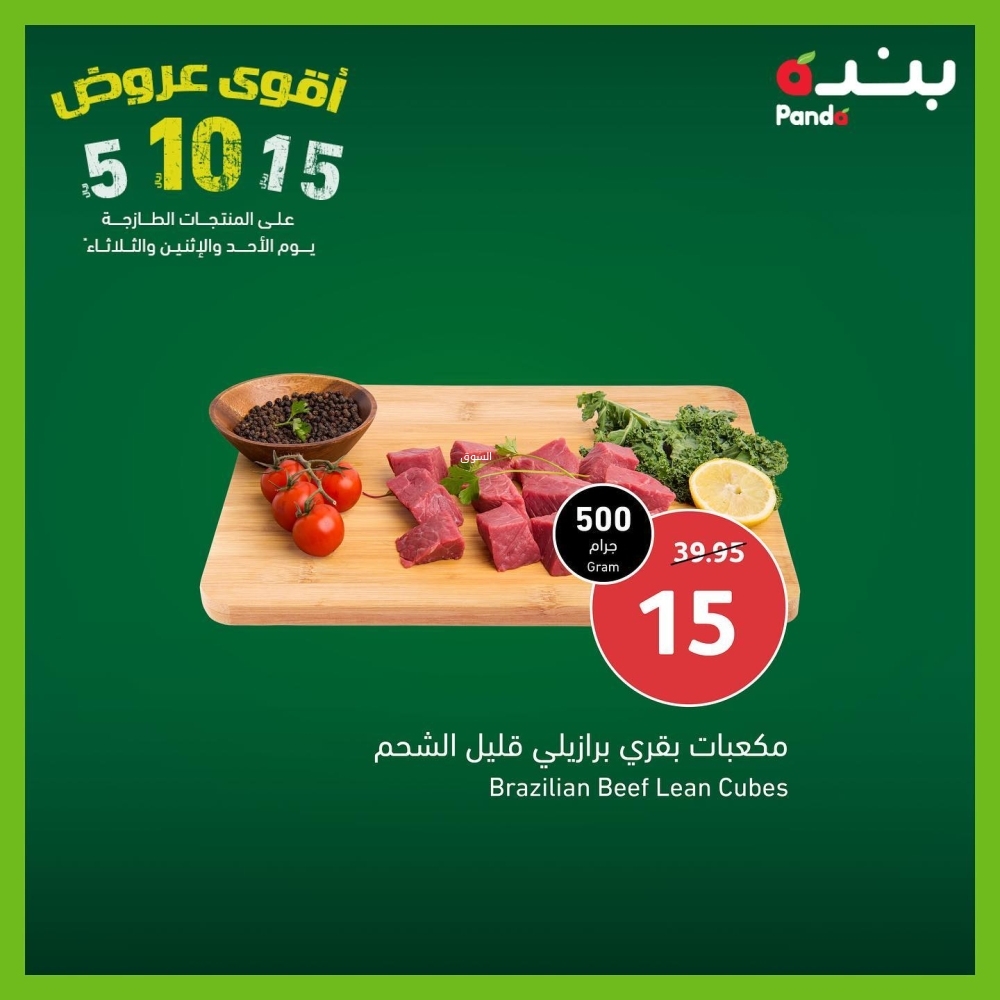 بنده
Panda
أقوى عروض
5 ريال 10 ريال 15 ريال
على المنتجات الطازجة
يوم الأحد والإثنين والثلاثاء*
السوق
500
جرام
Gram
39.95
15
مكعبات بقري برازيلي قليل الشحم
Brazilian Beef Lean Cubes